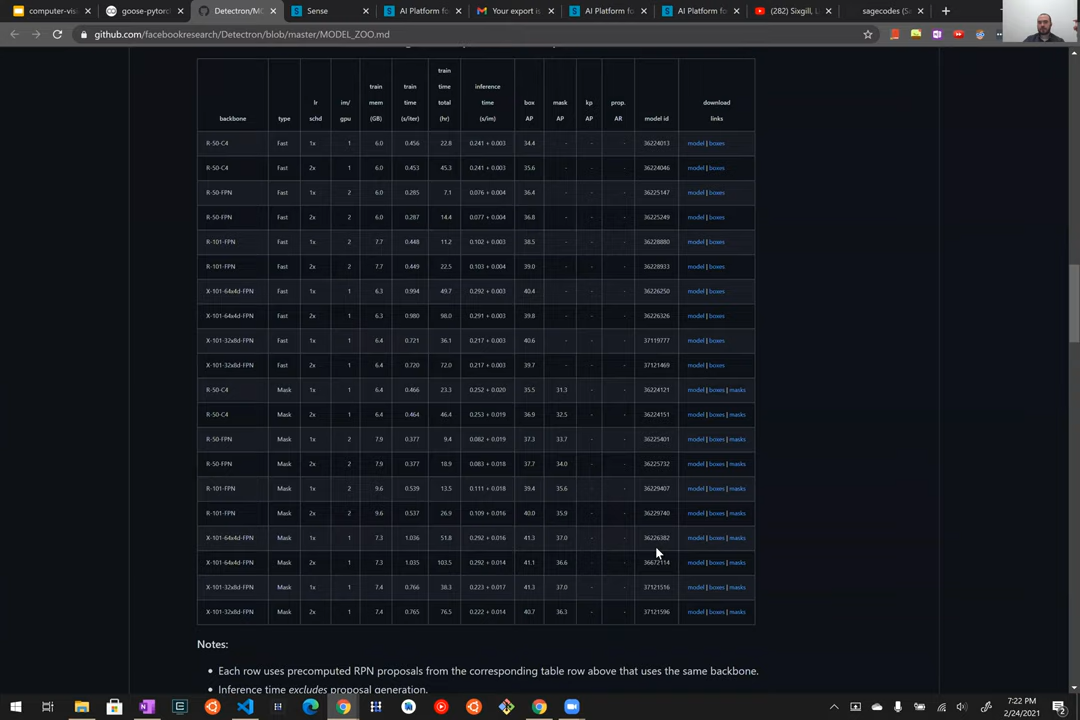 computer-vis
goose-pytorc
Detectron/MO
Sense
AI Platform fo
Your export is
AI Platform fo
AI Platform fo
(282) Sixgill, L
sagecodes (Sa
github.com/facebookresearch/Detectron/blob/master/MODEL_ZOO.md
backbone type lr schd im/ gpu train mem (GB) train time (s/iter) train time total (hr) inference time (s/im) box AP mask AP kp AP prop. AR model id download links
R-50-C4 Fast 1x 1 6.0 0.456 22.8 0.241 + 0.003 34.4 - - - 36224013 model | boxes
R-50-C4 Fast 2x 1 6.0 0.453 45.3 0.241 + 0.003 35.6 - - - 36224046 model | boxes
R-50-FPN Fast 1x 2 6.0 0.285 7.1 0.076 + 0.004 36.4 - - - 36225147 model | boxes
R-50-FPN Fast 2x 2 6.0 0.287 14.4 0.077 + 0.004 36.8 - - - 36225249 model | boxes
R-101-FPN Fast 1x 2 7.7 0.448 11.2 0.102 + 0.003 38.5 - - - 36228880 model | boxes
R-101-FPN Fast 2x 2 7.7 0.449 22.5 0.103 + 0.004 39.0 - - - 36228933 model | boxes
X-101-64x4d-FPN Fast 1x 1 6.3 0.994 49.7 0.292 + 0.003 40.4 - - - 36226250 model | boxes
X-101-64x4d-FPN Fast 2x 1 6.3 0.980 98.0 0.291 + 0.003 39.8 - - - 36226326 model | boxes
X-101-32x8d-FPN Fast 1x 1 6.4 0.721 36.1 0.217 + 0.003 40.6 - - - 37119777 model | boxes
X-101-32x8d-FPN Fast 2x 1 6.4 0.720 72.0 0.217 + 0.003 39.7 - - - 37121469 model | boxes
R-50-C4 Mask 1x 1 6.4 0.466 23.3 0.252 + 0.020 35.5 31.3 - - 36224121 model | boxes | masks
R-50-C4 Mask 2x 1 6.4 0.464 46.4 0.253 + 0.019 36.9 32.5 - - 36224151 model | boxes | masks
R-50-FPN Mask 1x 2 7.9 0.377 9.4 0.082 + 0.019 37.3 33.7 - - 36225401 model | boxes | masks
R-50-FPN Mask 2x 2 7.9 0.377 18.9 0.083 + 0.018 37.7 34.0 - - 36225732 model | boxes | masks
R-101-FPN Mask 1x 2 9.6 0.539 13.5 0.111 + 0.018 39.4 35.6 - - 36229407 model | boxes | masks
R-101-FPN Mask 2x 2 9.6 0.537 26.9 0.109 + 0.016 40.0 35.9 - - 36229740 model | boxes | masks
X-101-64x4d-FPN Mask 1x 1 7.3 1.036 51.8 0.292 + 0.016 41.3 37.0 - - 36226382 model | boxes | masks
X-101-64x4d-FPN Mask 2x 1 7.3 1.035 103.5 0.292 + 0.014 41.1 36.6 - - 36672114 model | boxes | masks
X-101-32x8d-FPN Mask 1x 1 7.4 0.766 38.3 0.223 + 0.017 41.3 37.0 - - 37121516 model | boxes | masks
X-101-32x8d-FPN Mask 2x 1 7.4 0.765 76.5 0.222 + 0.014 40.7 36.3 - - 37121596 model | boxes | masks
Notes:
• Each row uses precomputed RPN proposals from the corresponding table row above that uses the same backbone.
• Inference time excludes proposal generation.
7:22 PM
2/24/2021